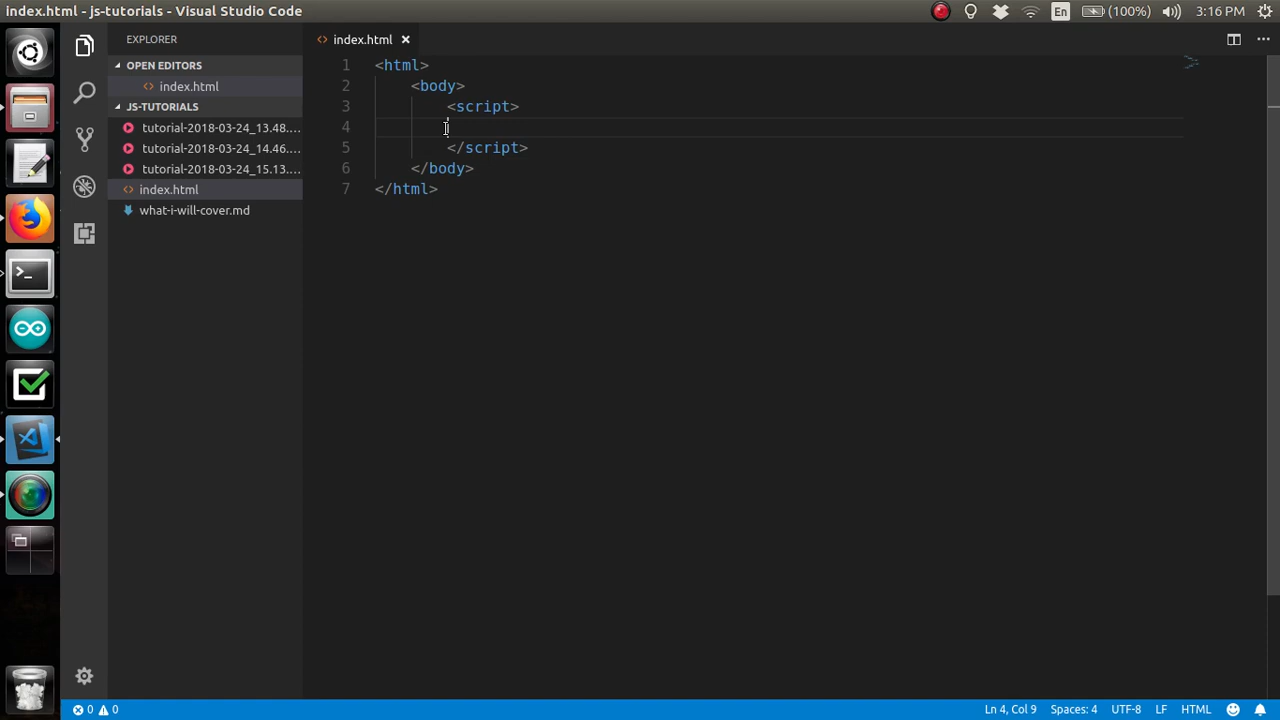 index.html - js-tutorials - Visual Studio Code
En
(100%)
3:16 PM
EXPLORER
index.html
OPEN EDITORS
index.html
JS-TUTORIALS
tutorial-2018-03-24_13.48....
tutorial-2018-03-24_14.46....
tutorial-2018-03-24_15.13....
index.html
what-i-will-cover.md
1 <html>
2 <body>
3 <script>
4
5 </script>
6 </body>
7 </html>
0 0
Ln 4, Col 9
Spaces: 4
UTF-8
LF
HTML